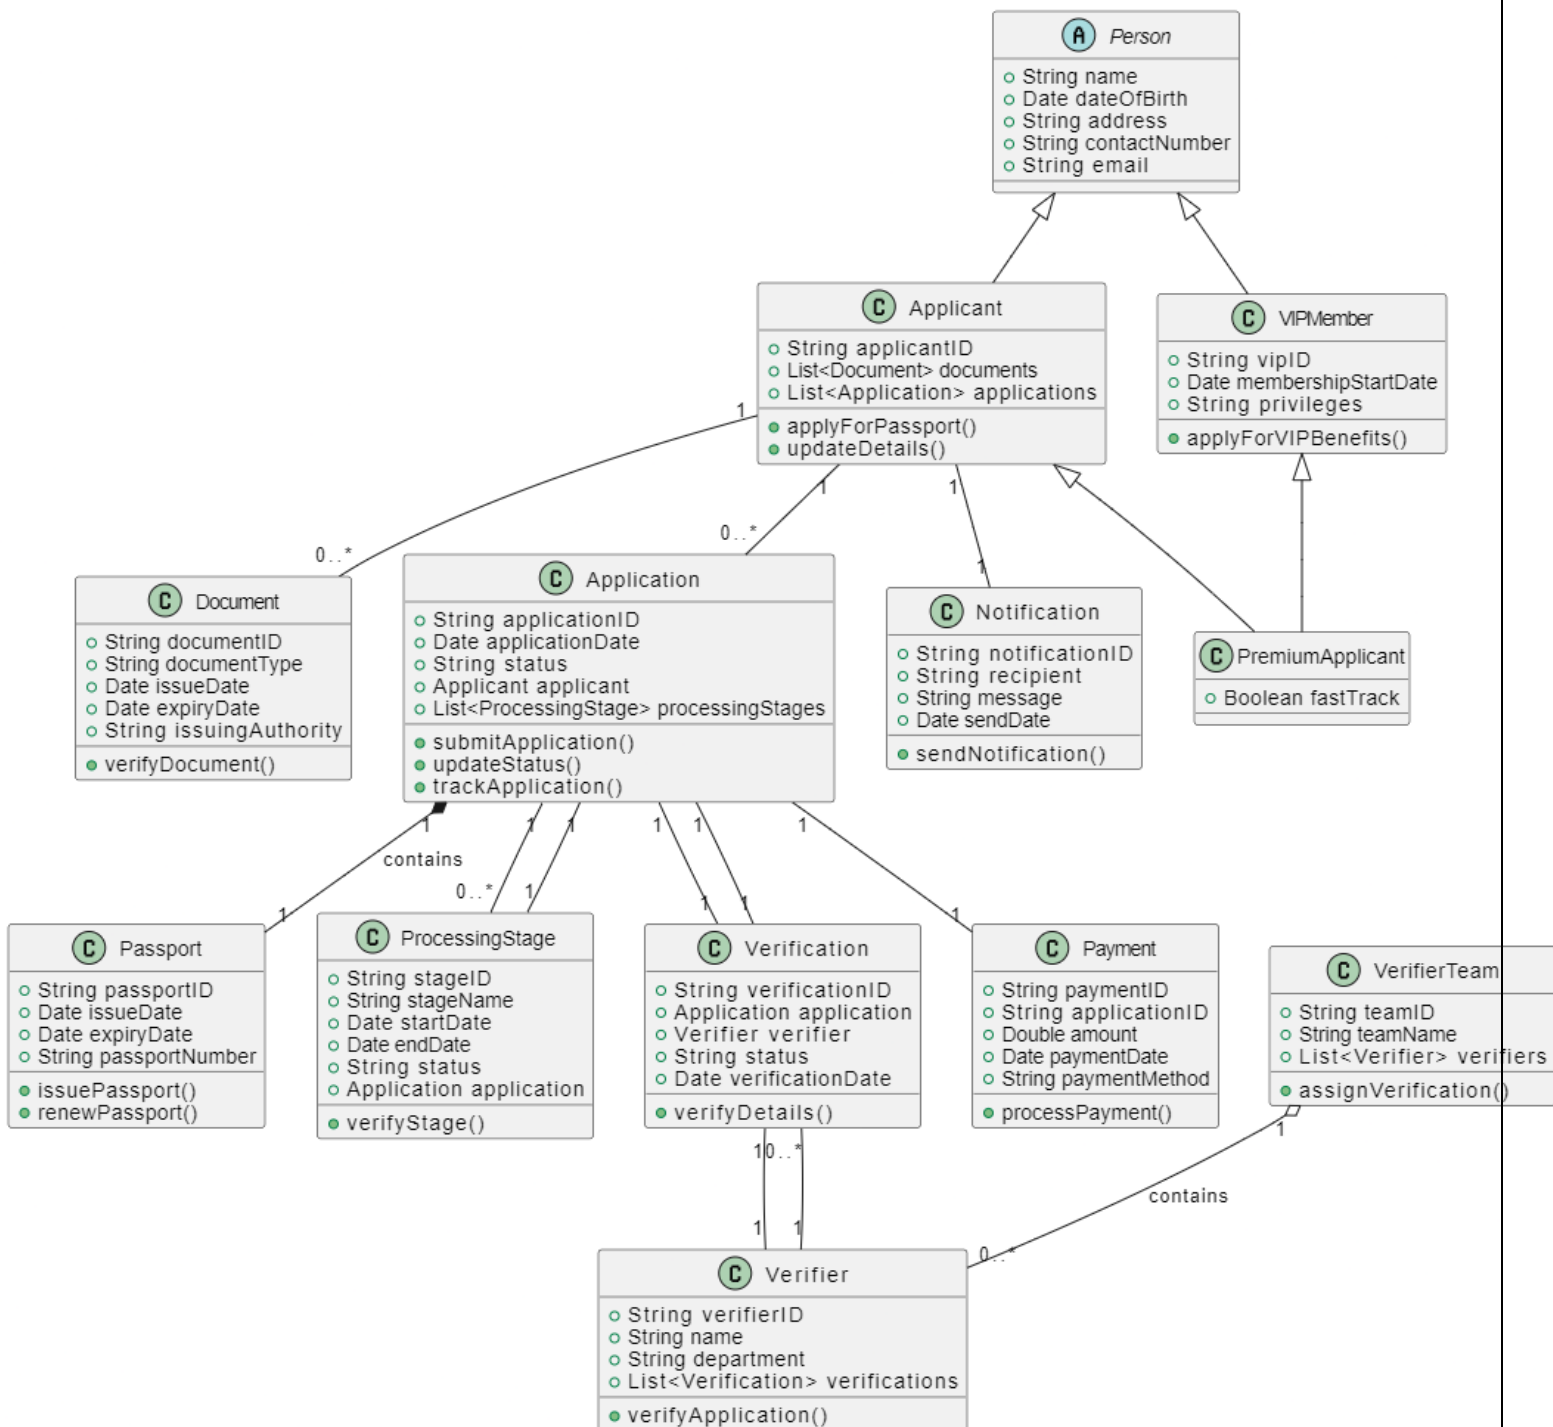 A Person
String name
Date dateOfBirth
String address
String contactNumber
String email
C Applicant
String applicantID
List<Document> documents
List<Application> applications
applyForPassport()
updateDetails()
C VIPMember
String vipID
Date membershipStartDate
String privileges
applyForVIPBenefits()
1
0..*
1
0..*
1
1
C Document
String documentID
String documentType
Date issueDate
Date expiryDate
String issuingAuthority
verifyDocument()
C Application
String applicationID
Date applicationDate
String status
Applicant applicant
List<ProcessingStage> processingStages
submitApplication()
updateStatus()
trackApplication()
C Notification
String notificationID
String recipient
String message
Date sendDate
sendNotification()
C PremiumApplicant
Boolean fastTrack
1
contains
1
1
0..*
1
1
1
1
1
1
1
1
C Passport
String passportID
Date issueDate
Date expiryDate
String passportNumber
issuePassport()
renewPassport()
C ProcessingStage
String stageID
String stageName
Date startDate
Date endDate
String status
Application application
verifyStage()
C Verification
String verificationID
Application application
Verifier verifier
String status
Date verificationDate
verifyDetails()
C Payment
String paymentID
String applicationID
Double amount
Date paymentDate
String paymentMethod
processPayment()
C VerifierTeam
String teamID
String teamName
List<Verifier> verifiers
assignVerification()
1
0..*
1
1
1
contains
0..*
C Verifier
String verifierID
String name
String department
List<Verification> verifications
verifyApplication()